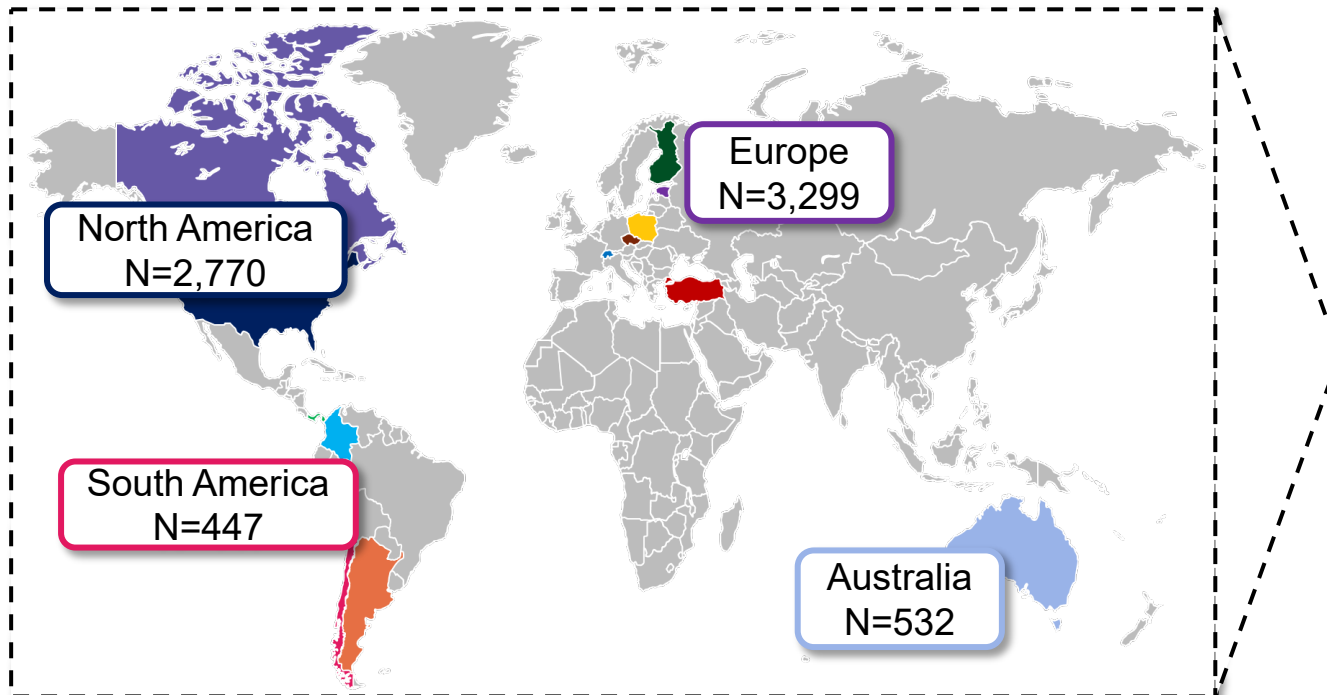 Europe
N=3,299
North America
N=2,770
South America
N=447
Australia
N=532